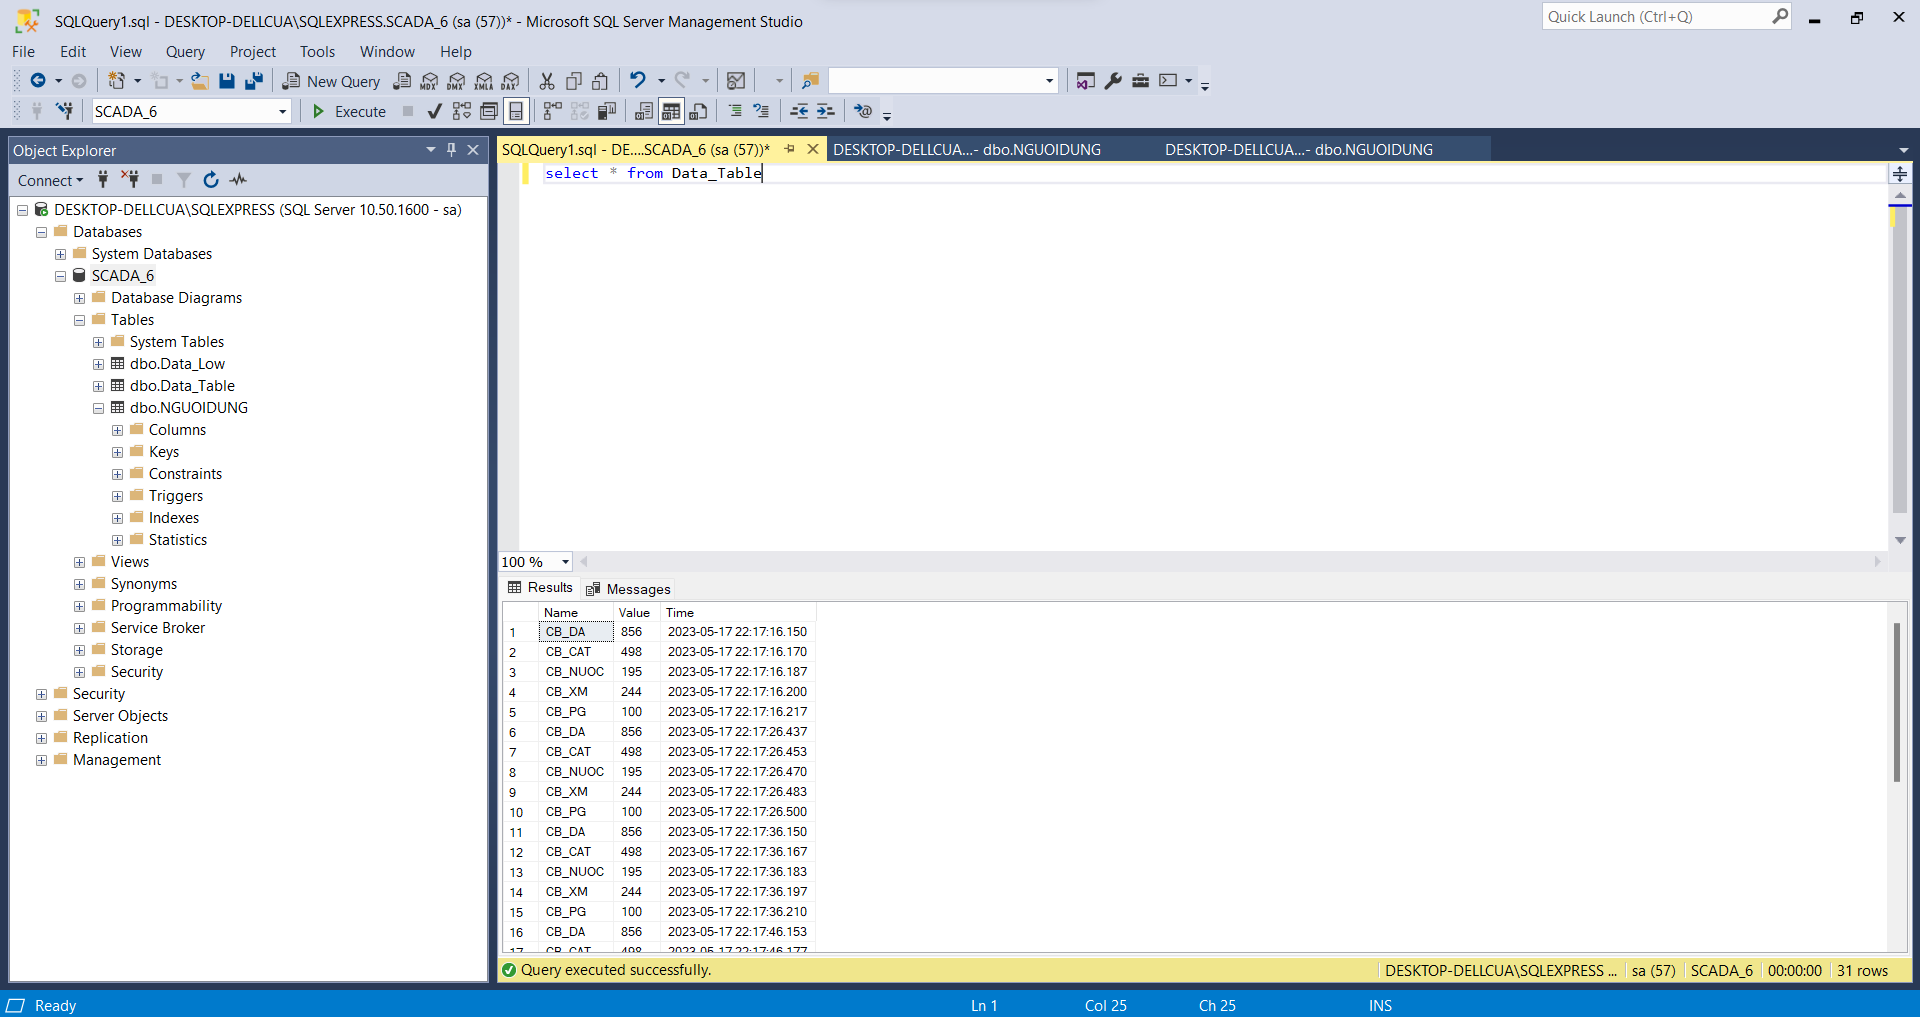 SQLQuery1.sql - DESKTOP-DELLCUA\SQLEXPRESS.SCADA_6 (sa (57))* - Microsoft SQL Server Management Studio
Quick Launch (Ctrl+Q)
File Edit View Query Project Tools Window Help
New Query MDX DMX XMLA DAX
SCADA_6 Execute
Object Explorer
Connect
DESKTOP-DELLCUA\SQLEXPRESS (SQL Server 10.50.1600 - sa)
Databases
System Databases
SCADA_6
Database Diagrams
Tables
System Tables
dbo.Data_Low
dbo.Data_Table
dbo.NGUOIDUNG
Columns
Keys
Constraints
Triggers
Indexes
Statistics
Views
Synonyms
Programmability
Service Broker
Storage
Security
Security
Server Objects
Replication
Management
SQLQuery1.sql - DE....SCADA_6 (sa (57))* DESKTOP-DELLCUA...- dbo.NGUOIDUNG DESKTOP-DELLCUA...- dbo.NGUOIDUNG
select * from Data_Table
100 %
Results Messages
Name Value Time
1 CB_DA 856 2023-05-17 22:17:16.150
2 CB_CAT 498 2023-05-17 22:17:16.170
3 CB_NUOC 195 2023-05-17 22:17:16.187
4 CB_XM 244 2023-05-17 22:17:16.200
5 CB_PG 100 2023-05-17 22:17:16.217
6 CB_DA 856 2023-05-17 22:17:26.437
7 CB_CAT 498 2023-05-17 22:17:26.453
8 CB_NUOC 195 2023-05-17 22:17:26.470
9 CB_XM 244 2023-05-17 22:17:26.483
10 CB_PG 100 2023-05-17 22:17:26.500
11 CB_DA 856 2023-05-17 22:17:36.150
12 CB_CAT 498 2023-05-17 22:17:36.167
13 CB_NUOC 195 2023-05-17 22:17:36.183
14 CB_XM 244 2023-05-17 22:17:36.197
15 CB_PG 100 2023-05-17 22:17:36.210
16 CB_DA 856 2023-05-17 22:17:46.153
17 CB_CAT 498 2023-05-17 22:17:46.177
Query executed successfully. DESKTOP-DELLCUA\SQLEXPRESS ... sa (57) SCADA_6 00:00:00 31 rows
Ready Ln 1 Col 25 Ch 25 INS